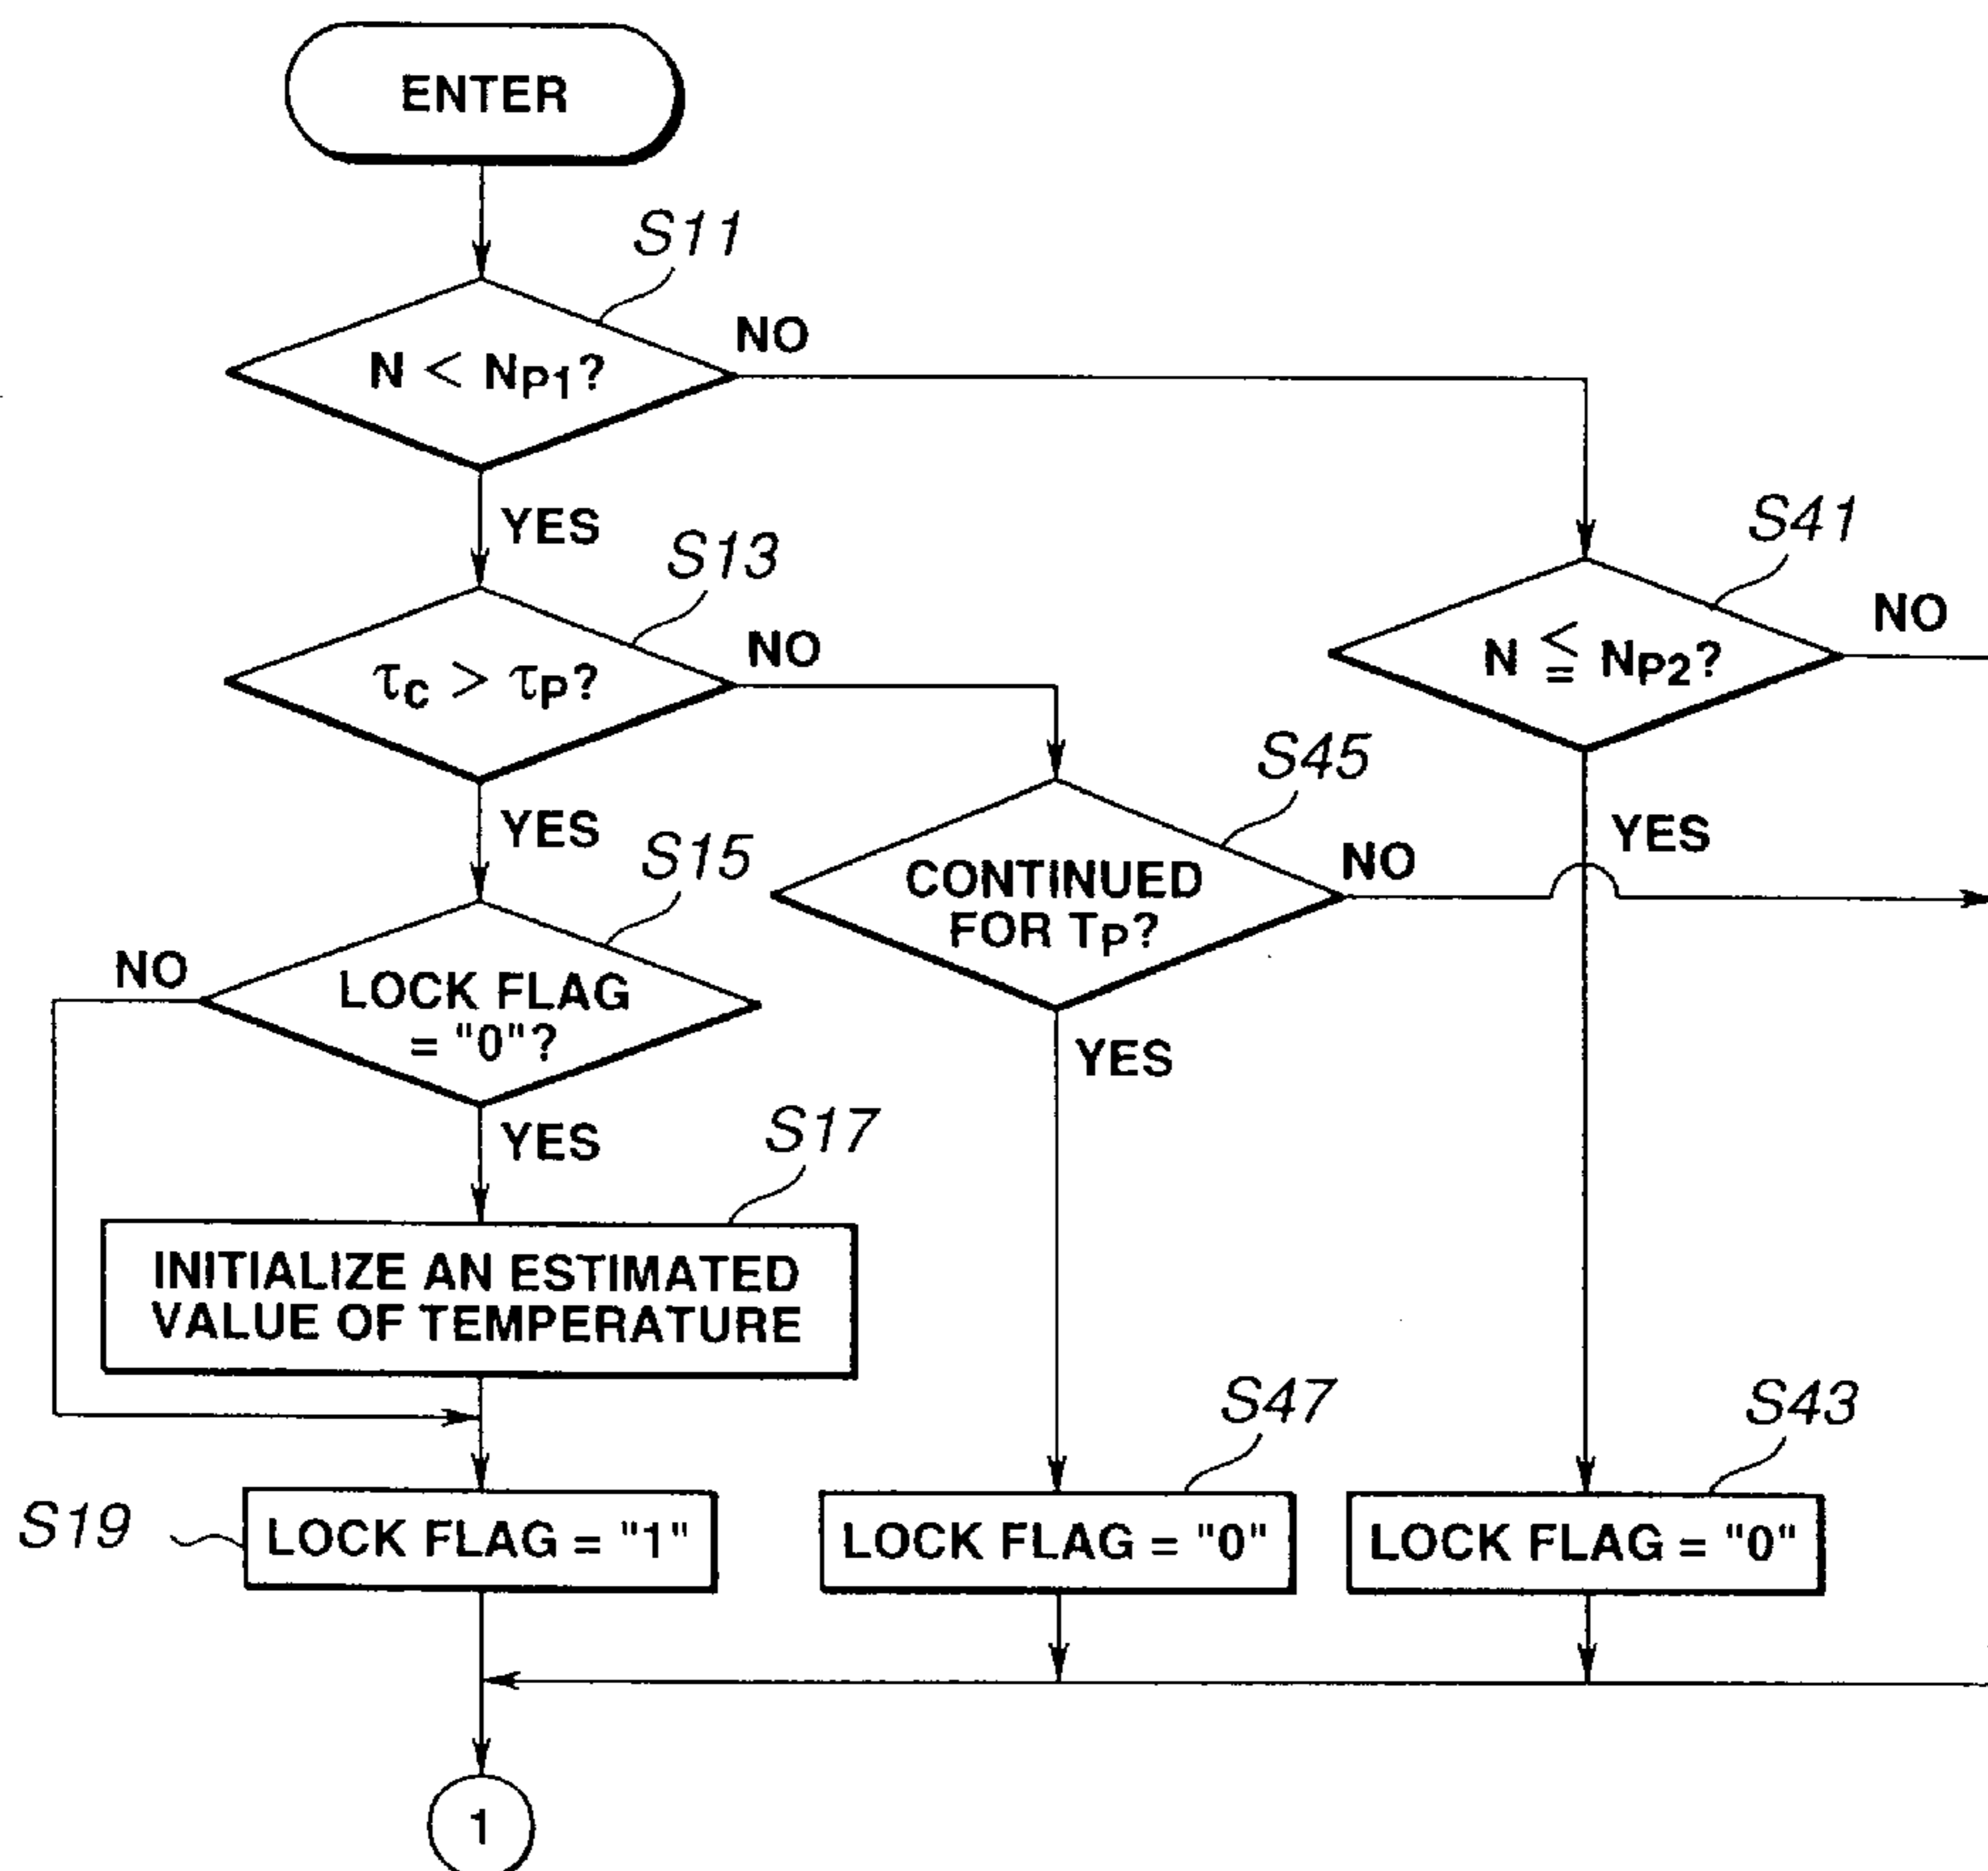 ENTER
S11
N < NP1?
NO
YES
S13
τC > τP?
NO
YES
S41
N ≦ NP2?
NO
YES
S45
CONTINUED
FOR TP?
NO
YES
S15
LOCK FLAG
= "0"?
NO
YES
S17
INITIALIZE AN ESTIMATED
VALUE OF TEMPERATURE
S19
LOCK FLAG = "1"
S47
LOCK FLAG = "0"
S43
LOCK FLAG = "0"
1